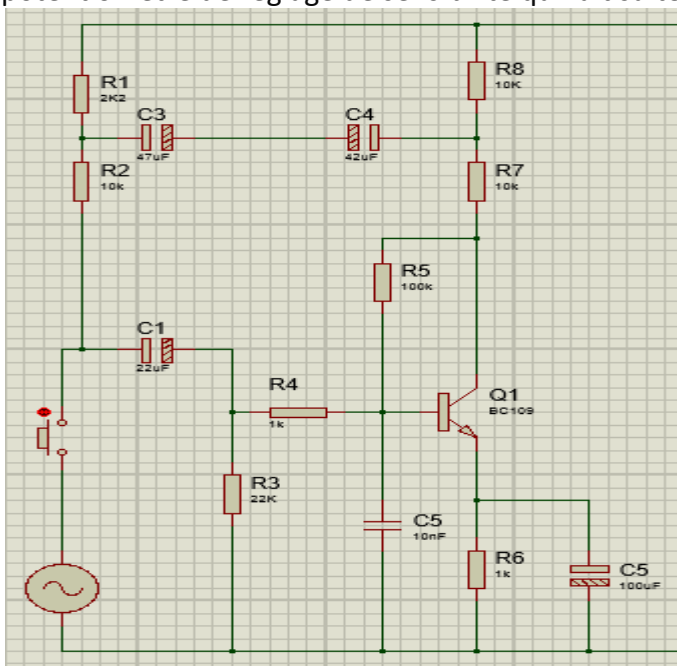 R1
2K2
R8
10K
C3
47uF
C4
42uF
R2
10k
R7
10k
R5
100k
C1
22uF
R4
1k
Q1
BC109
R3
22K
C5
10nF
R6
1k
C5
100uF